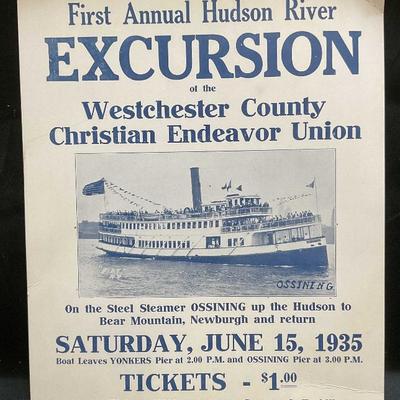 First Annual Hudson River
EXCURSION
of the
Westchester County
Christian Endeavor Union
OSSINING
On the Steel Steamer OSSINING up the Hudson to
Bear Mountain, Newburgh and return
SATURDAY, JUNE 15, 1935
Boat Leaves YONKERS Pier at 2.00 P.M. and OSSINING Pier at 3.00 P.M.
TICKETS - $1.00